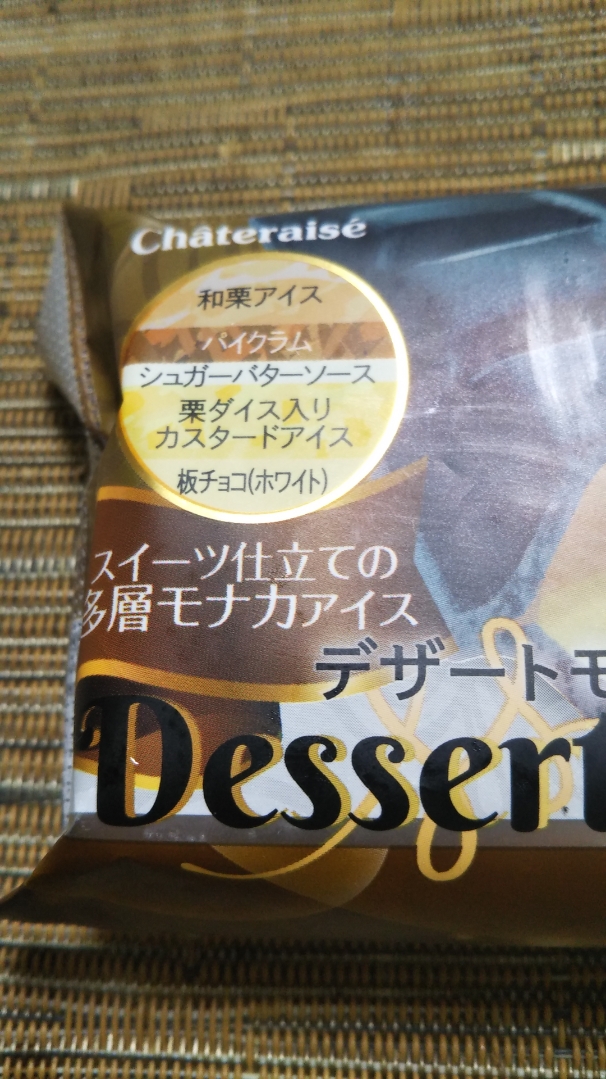 Châteraisé
和栗アイス
パイクラム
シュガーバターソース
栗ダイス入り
カスタードアイス
板チョコ(ホワイト)
スイーツ仕立ての
多層モナカアイス
デザートモ
Dessert